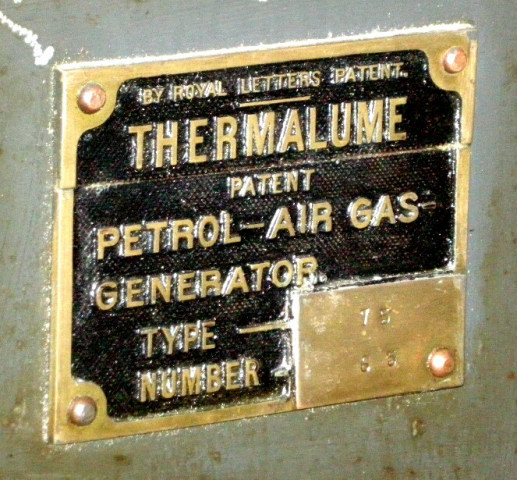 BY ROYAL LETTERS PATENT.
THERMALUME
PATENT
PETROL-AIR GAS-
GENERATOR.
TYPE
NUMBER